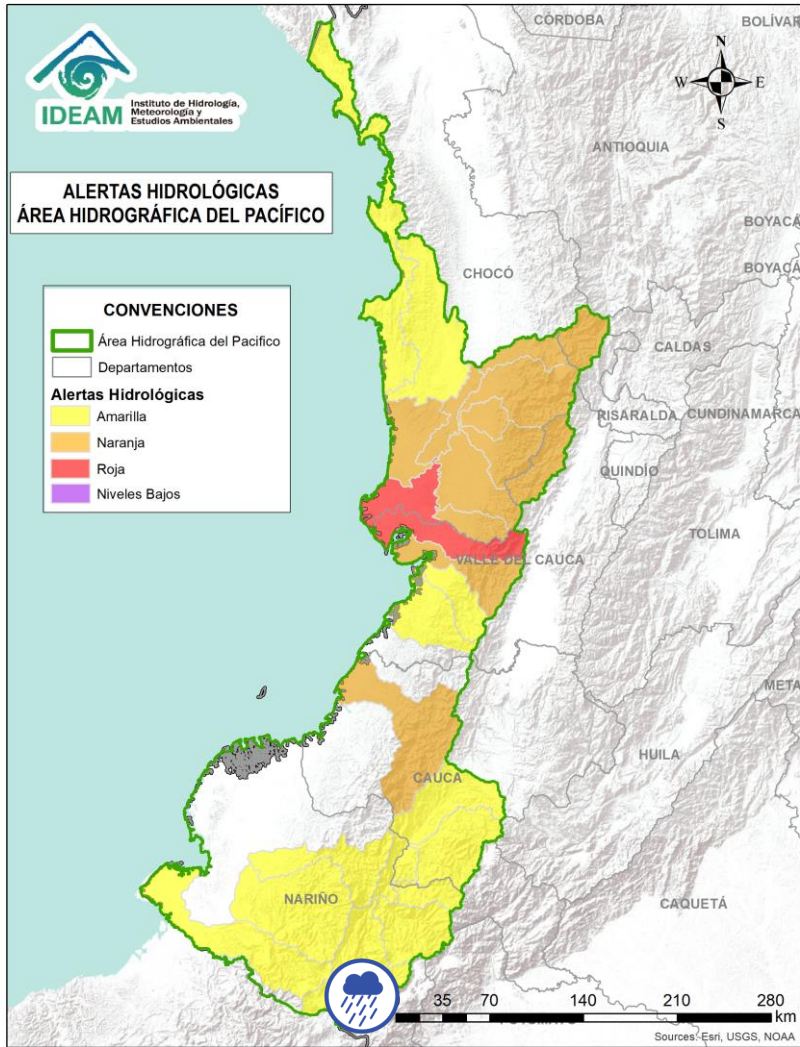 CÓRDOBA
BOLÍVAR
IDEAM
Instituto de Hidrología,
Meteorología y
Estudios Ambientales
N
W
E
S
ANTIOQUIA
ALERTAS HIDROLÓGICAS
ÁREA HIDROGRÁFICA DEL PACÍFICO
BOYACÁ
BOYACÁ
CHOCÓ
CONVENCIONES
Área Hidrográfica del Pacifico
Departamentos
Alertas Hidrológicas
Amarilla
Naranja
Roja
Niveles Bajos
CALDAS
RISARALDA
CUNDINAMARCA
QUINDÍO
TOLIMA
VALLE DEL CAUCA
META
HUILA
CAUCA
NARIÑO
CAQUETÁ
35 70 140 210 280
km
Sources: Esri, USGS, NOAA